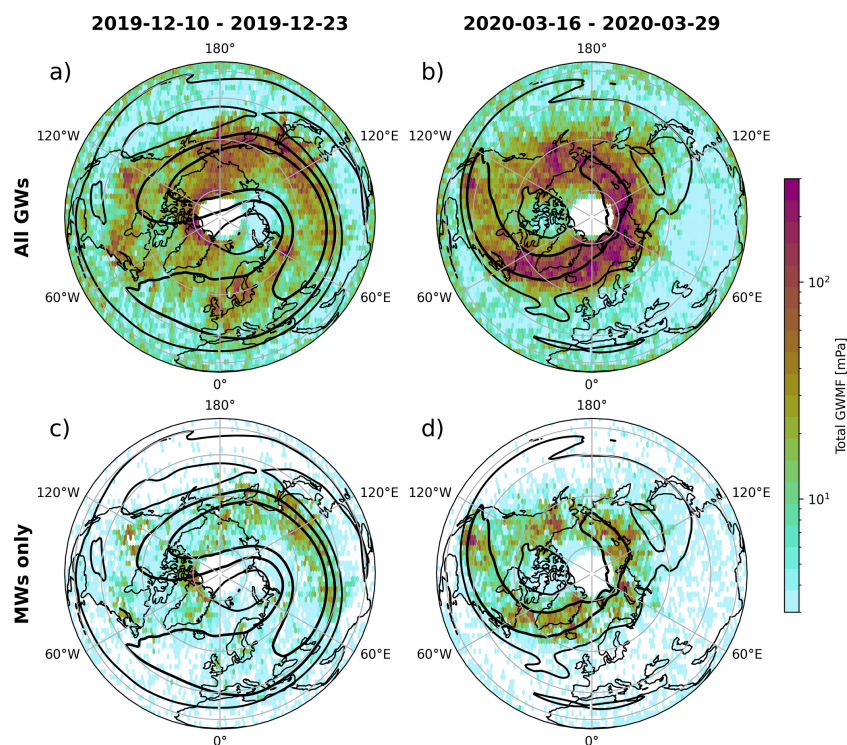 2019-12-10 - 2019-12-23
2020-03-16 - 2020-03-29
180°
180°
a)
b)
120°W
120°E
120°W
120°E
All GWs
60°W
60°E
60°W
60°E
10²
0°
0°
Total GWMF [mPa]
180°
180°
c)
d)
120°W
120°E
120°W
120°E
10¹
MWs only
60°W
60°E
60°W
60°E
0°
0°